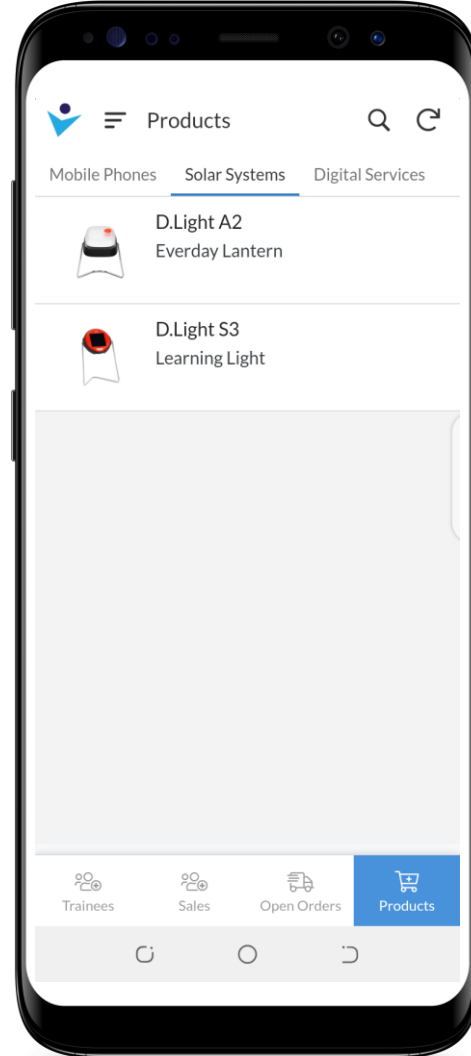 Products
Mobile Phones Solar Systems Digital Services
D.Light A2
Everday Lantern
D.Light S3
Learning Light
Trainees Sales Open Orders Products